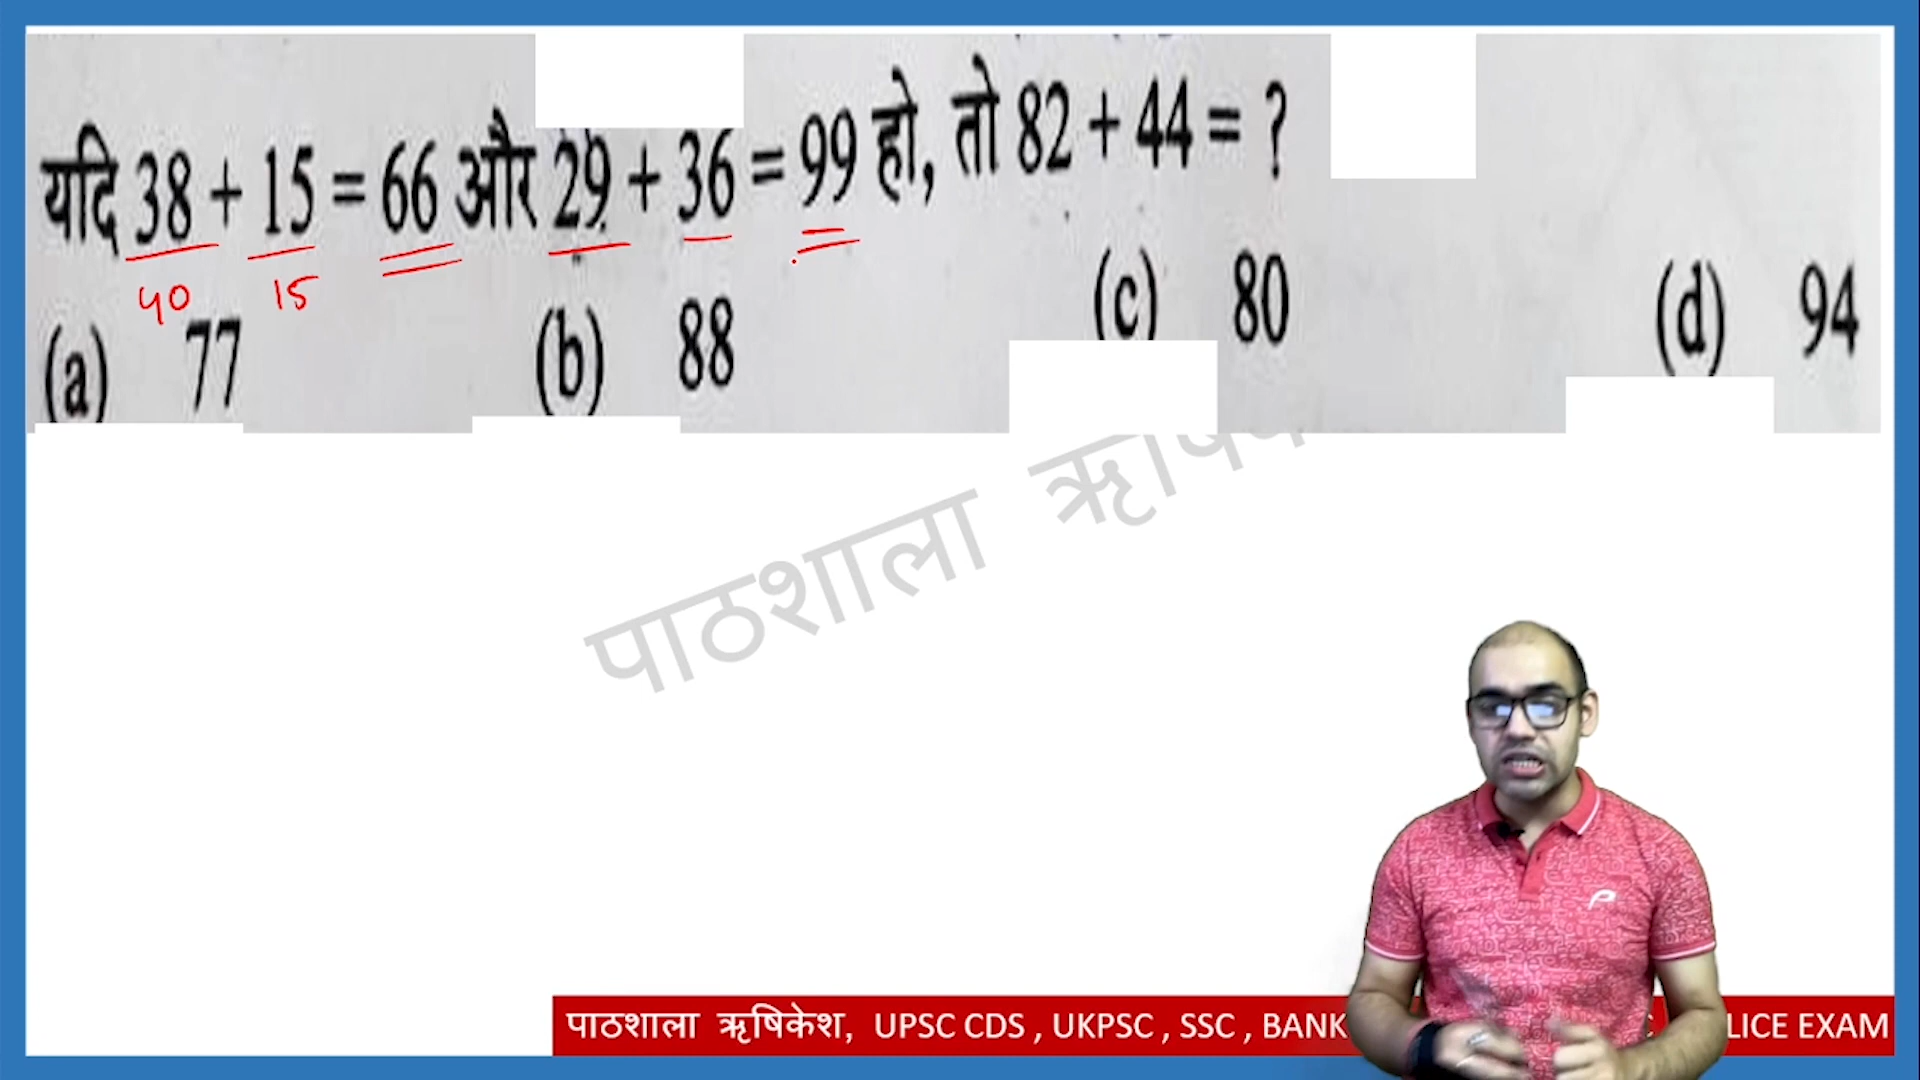 यदि 38 + 15 = 66 और 29 + 36 = 99 हो, तो 82 + 44 = ?
40 15
(a) 77 (b) 88 (c) 80 (d) 94
पाठशाला
पाठशाला ऋषिकेश, UPSC CDS , UKPSC , SSC , BANK LICE EXAM